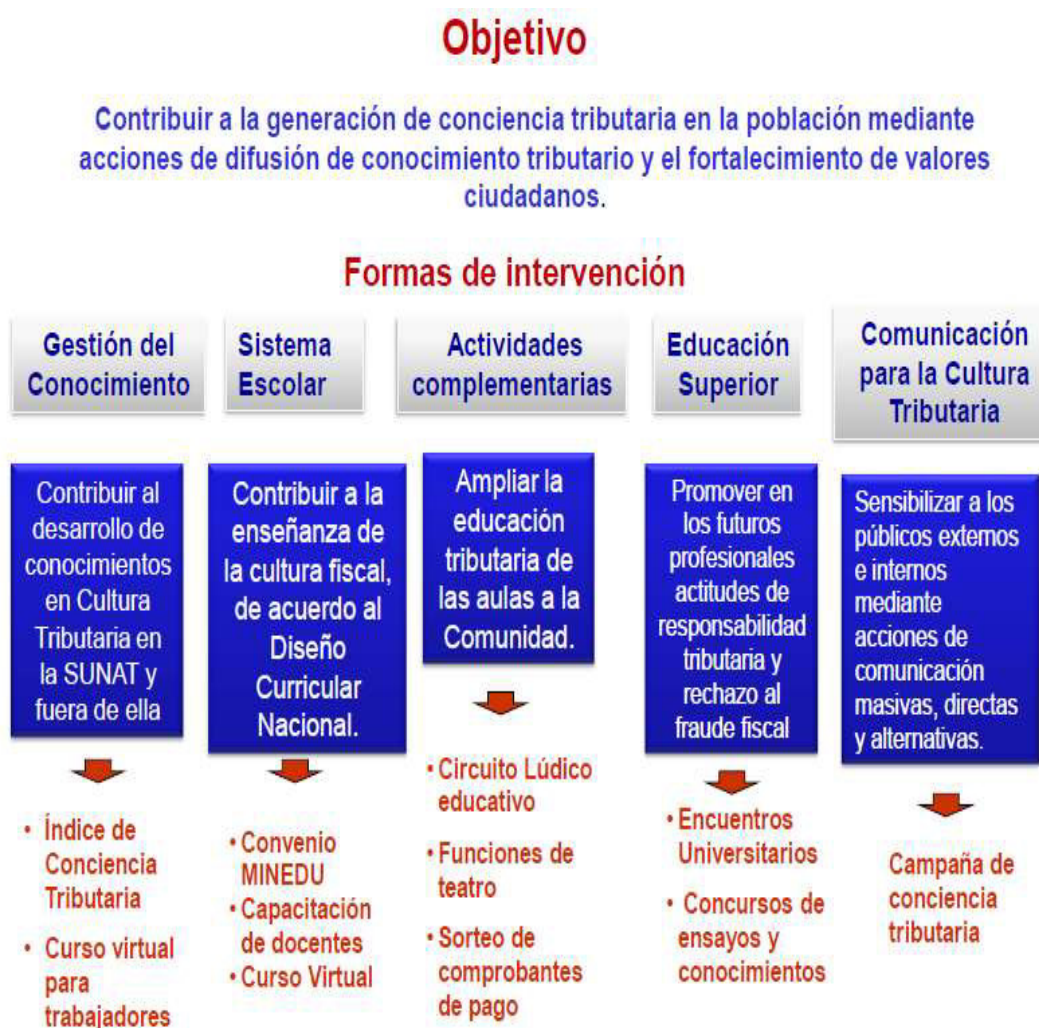 Objetivo
Contribuir a la generación de conciencia tributaria en la población mediante
acciones de difusión de conocimiento tributario y el fortalecimiento de valores
ciudadanos.
Formas de intervención
Gestión del
Conocimiento
Sistema
Escolar
Actividades
complementarias
Educación
Superior
Comunicación
para la Cultura
Tributaria
Contribuir al
desarrollo de
conocimientos
en Cultura
Tributaria en
la SUNAT y
fuera de ella
Contribuir a la
enseñanza de
la cultura fiscal,
de acuerdo al
Diseño
Curricular
Nacional.
Ampliar la
educación
tributaria de
las aulas a la
Comunidad.
Promover en
los futuros
profesionales
actitudes de
responsabilidad
tributaria y
rechazo al
fraude fiscal
Sensibilizar a los
públicos externos
e internos
mediante
acciones de
comunicación
masivas, directas
y alternativas.
• Índice de
Conciencia
Tributaria
• Curso virtual
para
trabajadores
• Convenio
MINEDU
• Capacitación
de docentes
• Curso Virtual
• Circuito Lúdico
educativo
• Funciones de
teatro
• Sorteo de
comprobantes
de pago
• Encuentros
Universitarios
• Concursos de
ensayos y
conocimientos
Campaña de
conciencia
tributaria